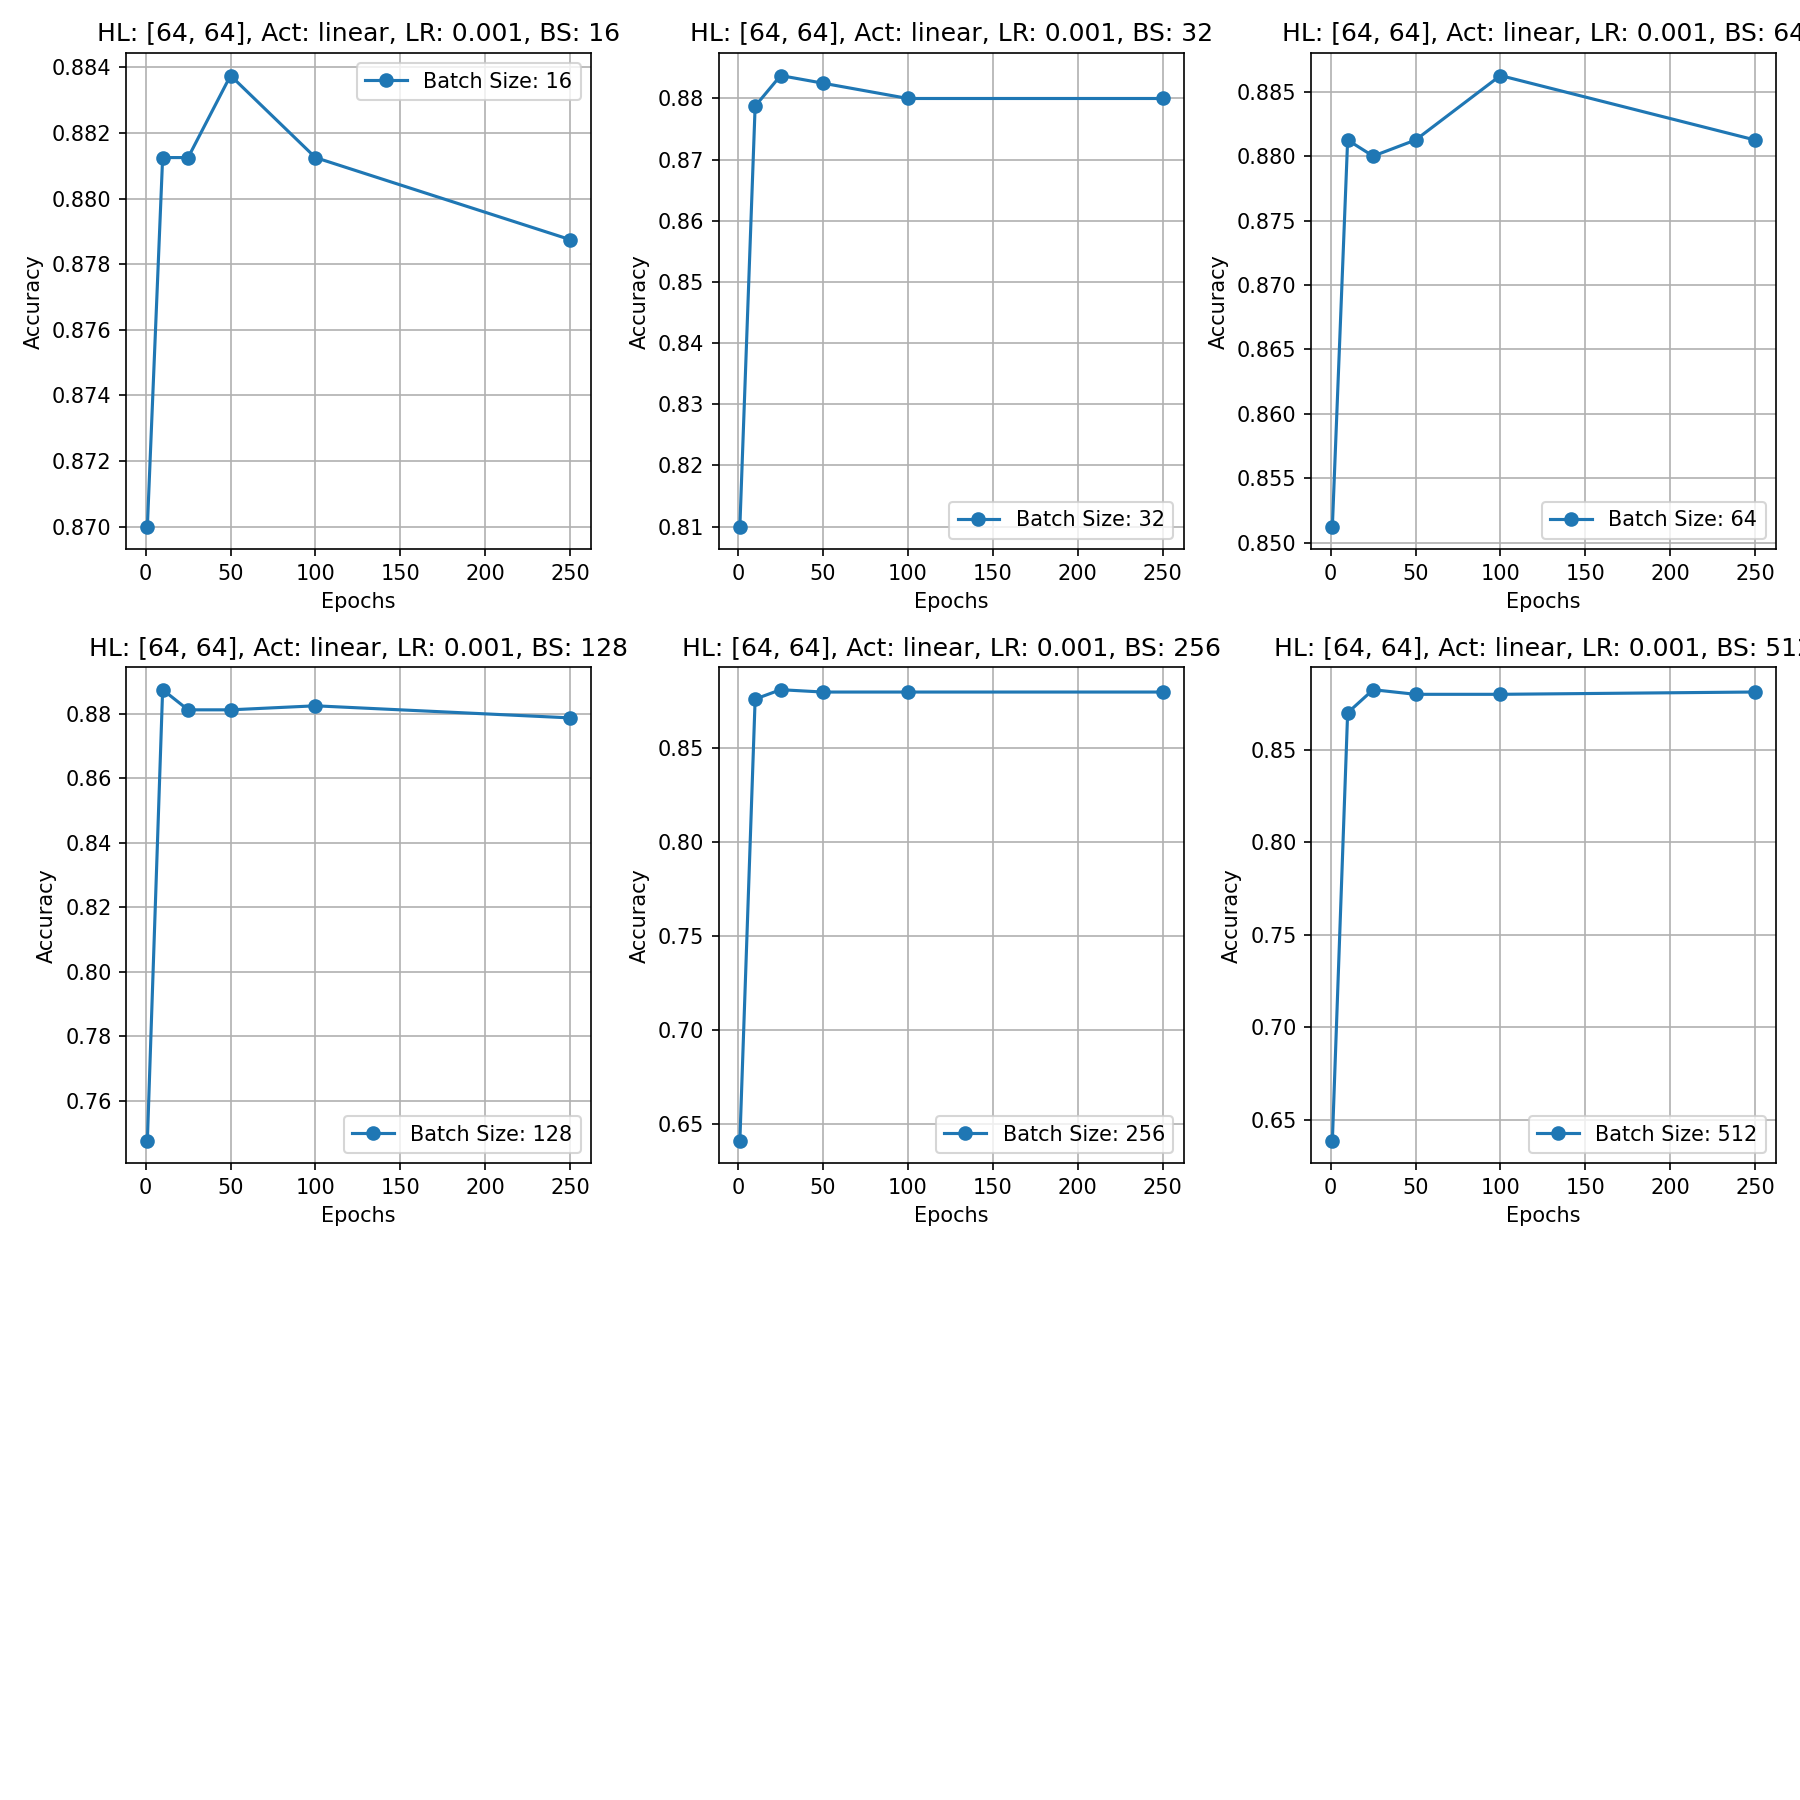 HL: [64, 64], Act: linear, LR: 0.001, BS: 16
Accuracy
0.884
0.882
0.880
0.878
0.876
0.874
0.872
0.870
Batch Size: 16
0 50 100 150 200 250
Epochs
HL: [64, 64], Act: linear, LR: 0.001, BS: 32
Accuracy
0.88
0.87
0.86
0.85
0.84
0.83
0.82
0.81
Batch Size: 32
0 50 100 150 200 250
Epochs
HL: [64, 64], Act: linear, LR: 0.001, BS: 64
Accuracy
0.885
0.880
0.875
0.870
0.865
0.860
0.855
0.850
Batch Size: 64
0 50 100 150 200 250
Epochs
HL: [64, 64], Act: linear, LR: 0.001, BS: 128
Accuracy
0.88
0.86
0.84
0.82
0.80
0.78
0.76
Batch Size: 128
0 50 100 150 200 250
Epochs
HL: [64, 64], Act: linear, LR: 0.001, BS: 256
Accuracy
0.85
0.80
0.75
0.70
0.65
Batch Size: 256
0 50 100 150 200 250
Epochs
HL: [64, 64], Act: linear, LR: 0.001, BS: 512
Accuracy
0.85
0.80
0.75
0.70
0.65
Batch Size: 512
0 50 100 150 200 250
Epochs